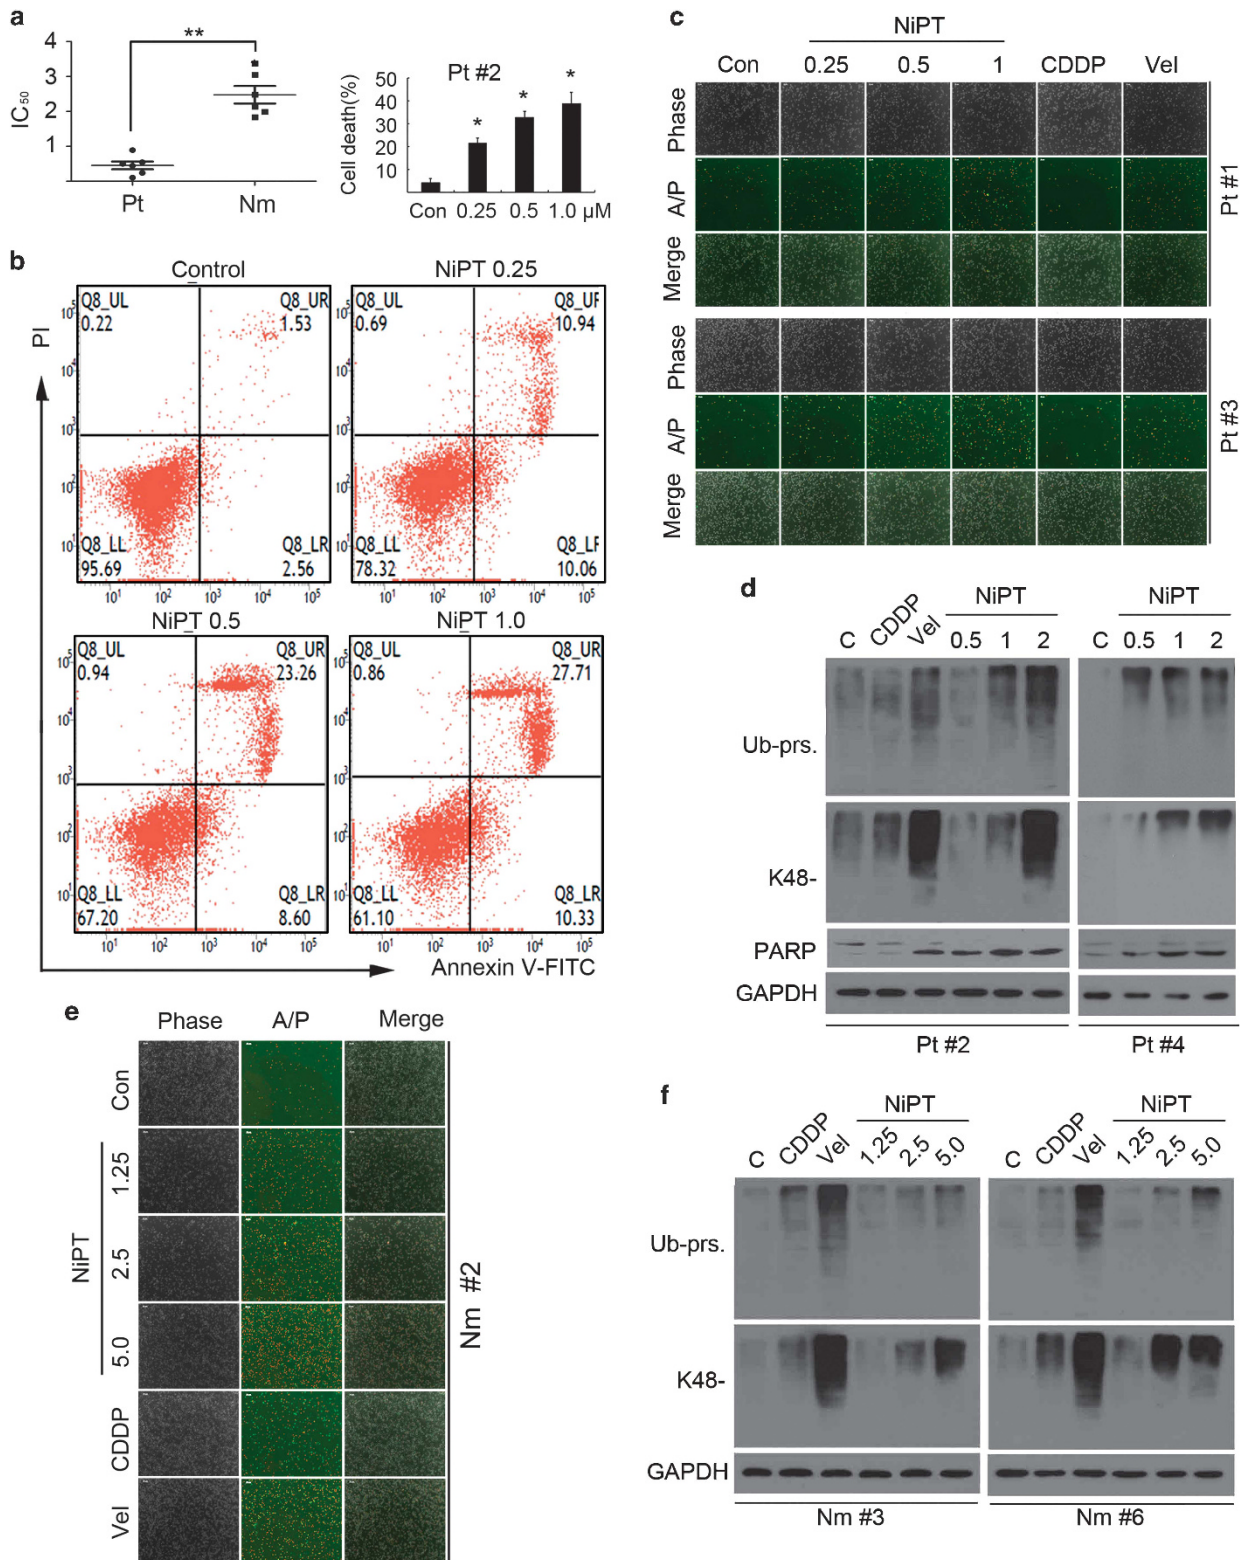 a
4
3
2
1
IC50
**
Pt
Nm
Pt #2
50
40
30
20
10
Cell death(%)
*
*
*
Con
0.25
0.5
1.0 µM
b
PI
Control
Q8_UL
0.22
Q8_UR
1.53
Q8_LL
95.69
Q8_LR
2.56
NiPT 0.25
Q8_UL
0.69
Q8_UF
10.94
Q8_LL
78.32
Q8_LF
10.06
NiPT 0.5
Q8_UL
0.94
Q8_UR
23.26
Q8_LL
67.20
Q8_LR
8.60
NiPT 1.0
Q8_UL
0.86
Q8_UR
27.71
Q8_LL
61.10
Q8_LR
10.33
Annexin V-FITC
c
NiPT
Con
0.25
0.5
1
CDDP
Vel
Phase
A/P
Merge
Pt #1
Phase
A/P
Merge
Pt #3
d
NiPT
C
CDDP
Vel
0.5
1
2
NiPT
C
0.5
1
2
Ub-prs.
K48-
PARP
GAPDH
Pt #2
Pt #4
e
Phase
A/P
Merge
Con
NiPT
1.25
2.5
5.0
CDDP
Vel
Nm #2
f
NiPT
C
CDDP
Vel
1.25
2.5
5.0
NiPT
C
CDDP
Vel
1.25
2.5
5.0
Ub-prs.
K48-
GAPDH
Nm #3
Nm #6